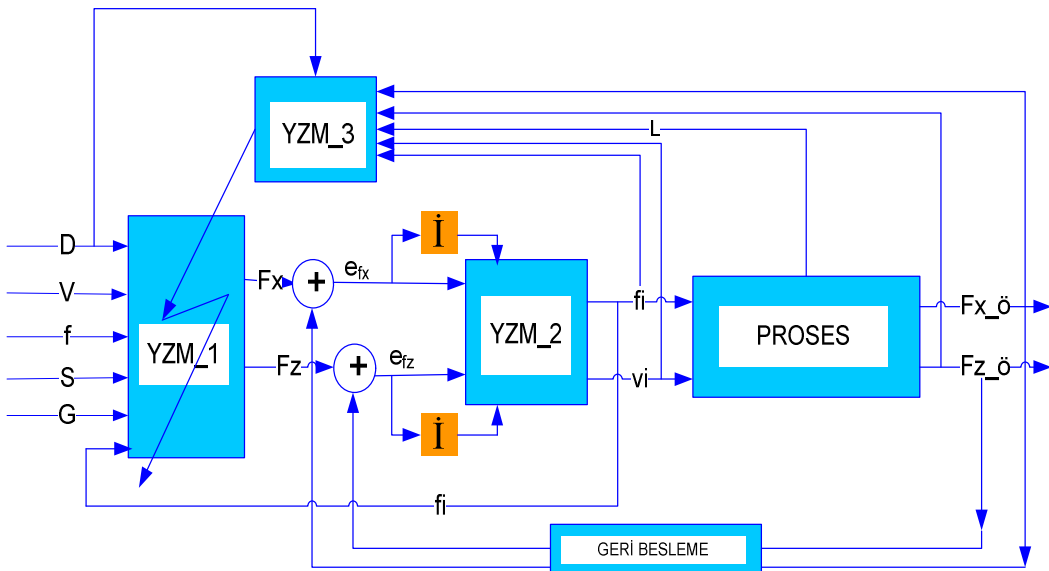 YZM_3
L
D
V
f
S
G
YZM_1
Fx
+
e_fx
İ
Fz
+
e_fz
İ
YZM_2
fi
vi
PROSES
Fx_ö
Fz_ö
fi
GERİ BESLEME